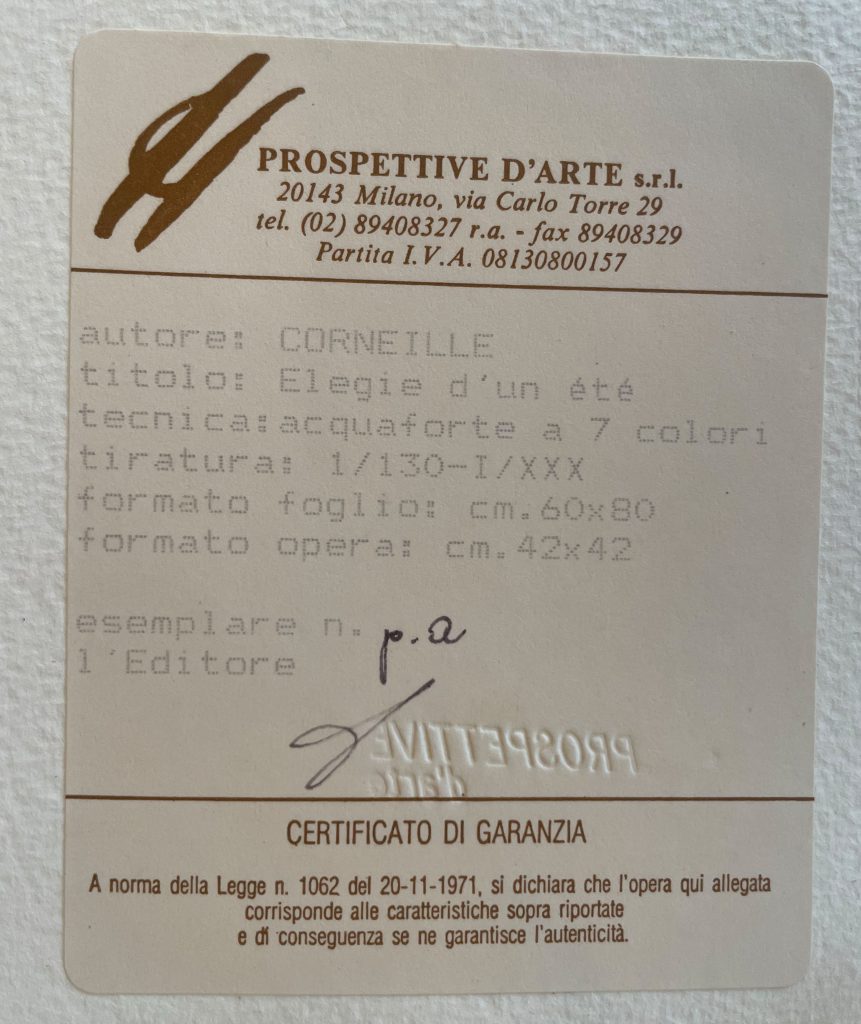 PROSPETTIVE D'ARTE s.r.l.
20143 Milano, via Carlo Torre 29
tel. (02) 89408327 r.a. - fax 89408329
Partita I.V.A. 08130800157
autore: CORNEILLE
titolo: Elegie d'un été
tecnica:acquaforte a 7 colori
tiratura: 1/130-I/XXX
formato foglio: cm.60x80
formato opera: cm.42x42
esemplare n. p.a
l'Editore
PROSPETTIVE
d'arte
CERTIFICATO DI GARANZIA
A norma della Legge n. 1062 del 20-11-1971, si dichiara che l'opera qui allegata
corrisponde alle caratteristiche sopra riportate
e di conseguenza se ne garantisce l'autenticità.